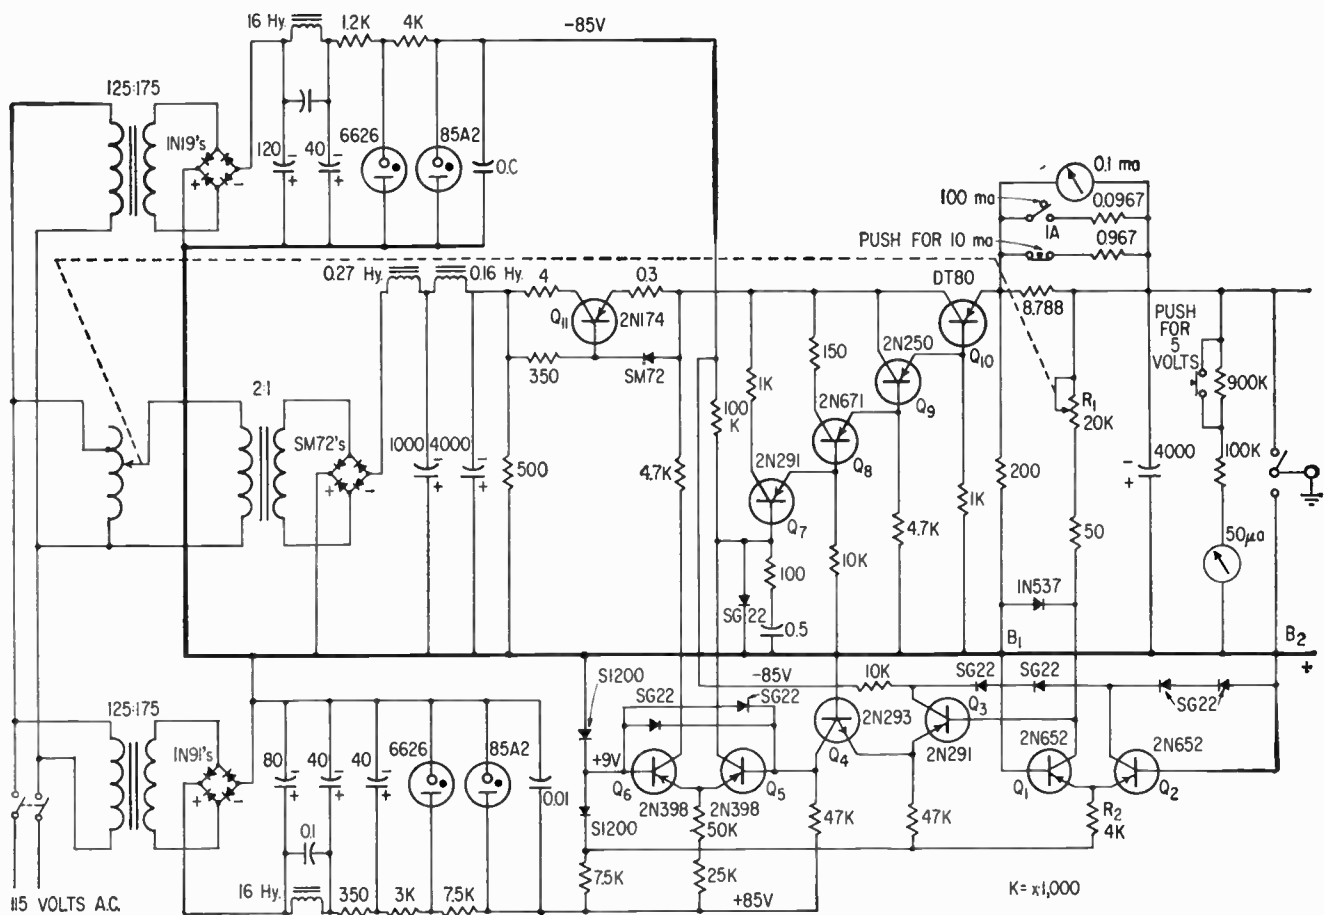 16 Hy.
1.2K
4K
-85V
125:175
1N19's
+
-
120
-
+
40
-
+
6626
85A2
0.C
0.1 ma
100 ma
1A
0.0967
PUSH FOR 10 ma
0.967
0.27 Hy.
0.16 Hy.
4
0.3
DT80
8.788
Q11
2N174
350
SM72
150
2N250
Q10
PUSH
FOR
5
VOLTS
900K
1K
2N671
Q9
R1
20K
2:1
SM72's
+
-
1000
-
+
4000
-
+
500
100
K
4.7K
2N291
Q8
Q7
200
4000
-
+
100K
1K
4.7K
10K
50
50µa
100
SG22
0.5
1N537
B1
B2
+
S1200
-85V
10K
SG22
SG22
SG22
SG22
SG22
125:175
1N91's
+
-
80
-
+
40
-
+
40
-
+
6626
85A2
0.01
+9V
Q6
2N398
2N398
Q5
2N293
Q4
Q3
2N291
2N652
Q1
2N652
Q2
S1200
50K
47K
47K
R2
4K
0.1
16 Hy.
350
3K
7.5K
7.5K
25K
+85V
K= x1,000
115 VOLTS A.C.